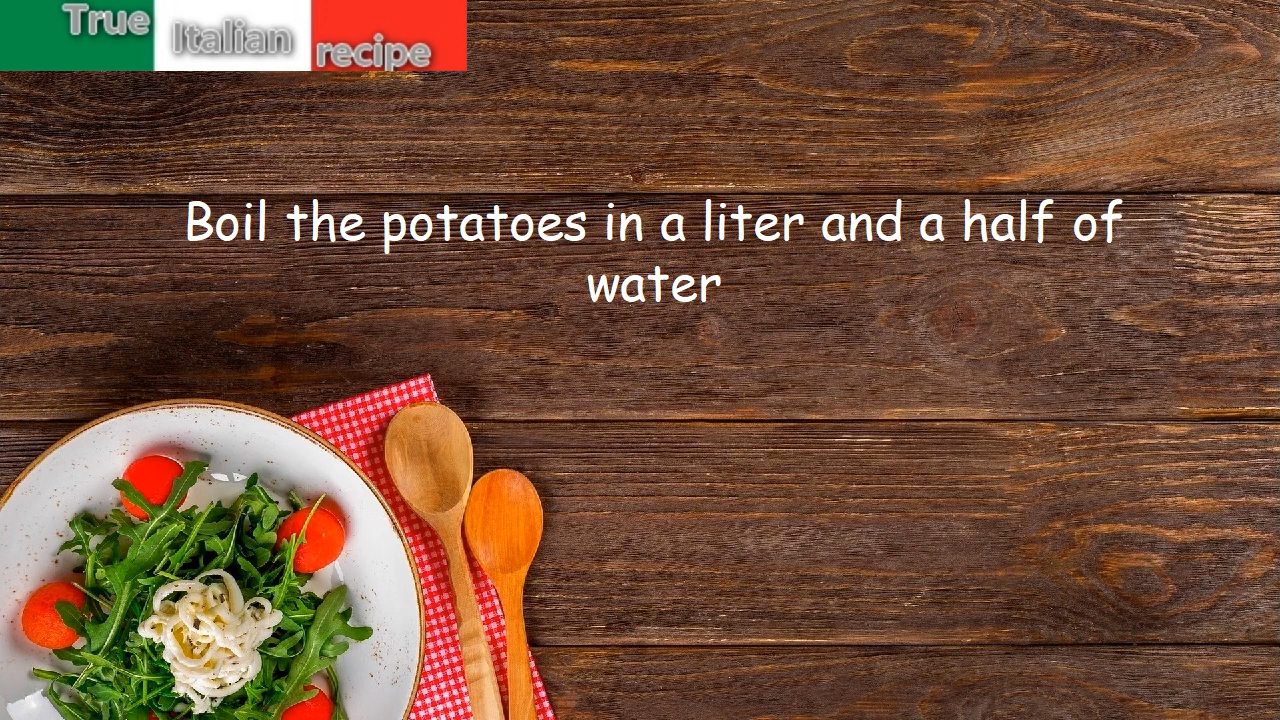 True Italian recipe
Boil the potatoes in a liter and a half of
water